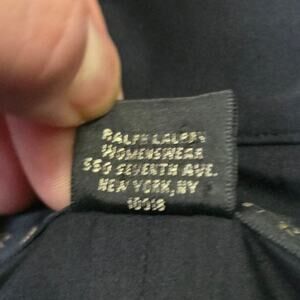 RALPH LAUREN
WOMENSWEAR
550 SEVENTH AVE.
NEW YORK, NY
10018